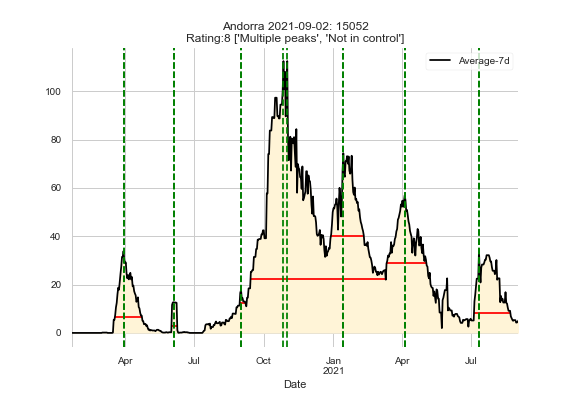 Andorra 2021-09-02: 15052
Rating:8 ['Multiple peaks', 'Not in control']
Average-7d
100
80
60
40
20
0
Apr Jul Oct Jan Apr Jul
2021
Date